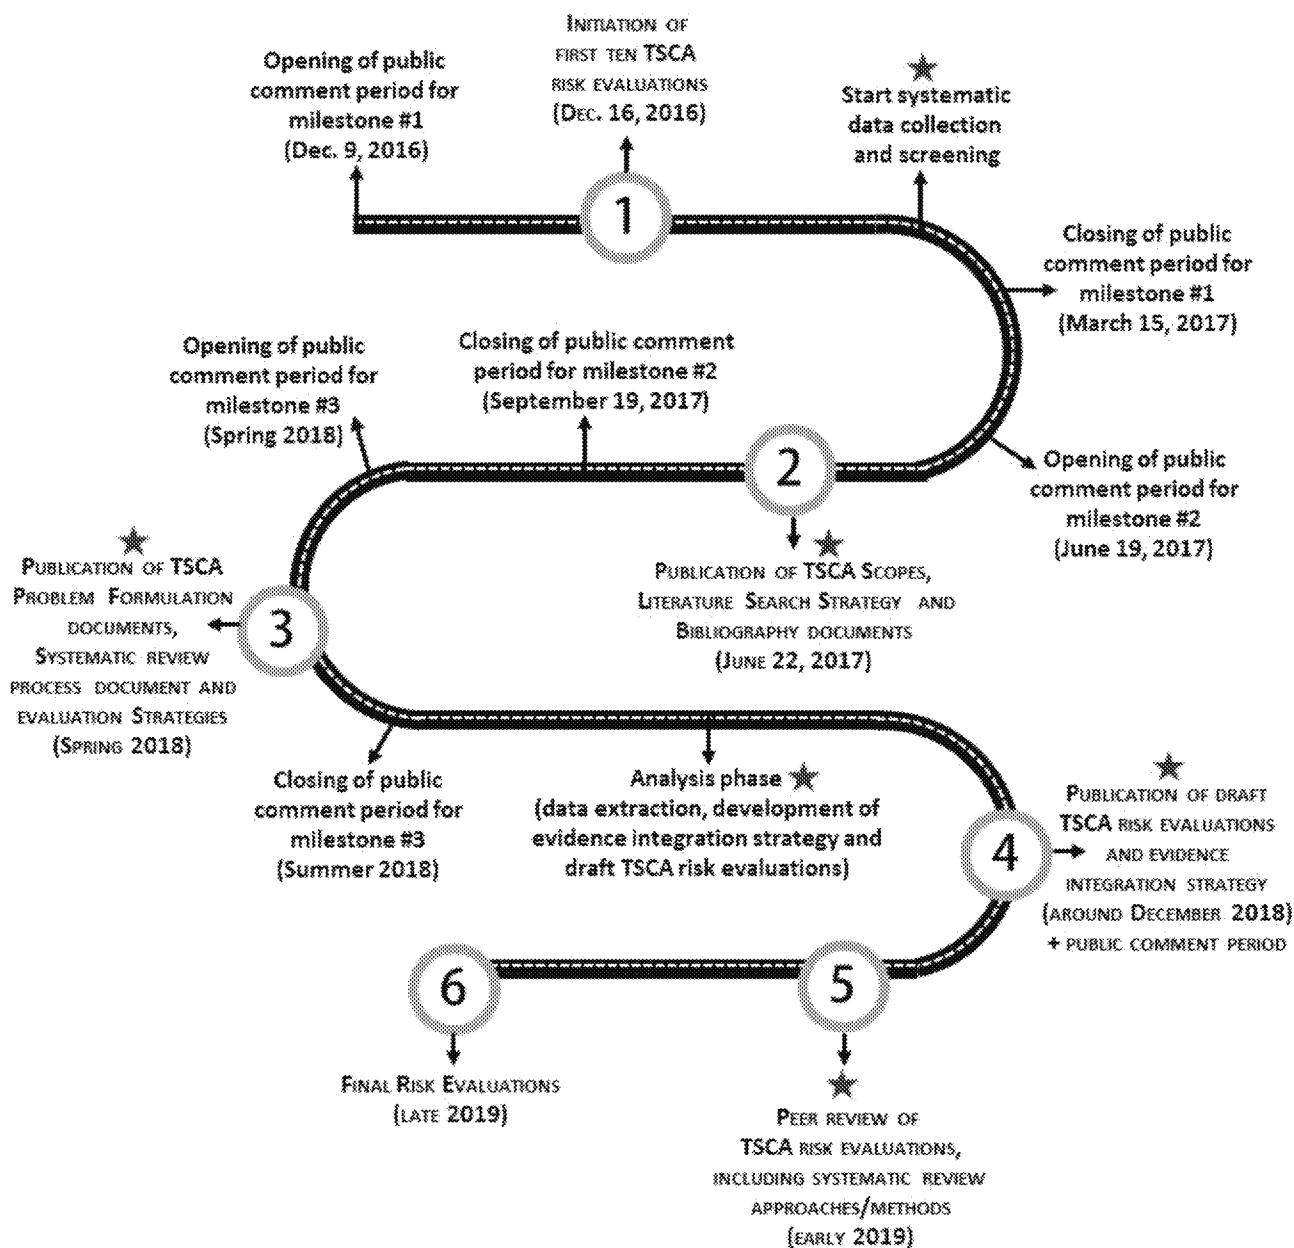 Opening of public
comment period for
milestone #1
(Dec. 9, 2016)
INITIATION OF
FIRST TEN TSCA
RISK EVALUATIONS
(DEC. 16, 2016)
Start systematic
data collection
and screening
1
Closing of public
comment period for
milestone #1
(March 15, 2017)
Opening of public
comment period for
milestone #3
(Spring 2018)
Closing of public comment
period for milestone #2
(September 19, 2017)
2
Opening of public
comment period for
milestone #2
(June 19, 2017)
PUBLICATION OF TSCA SCOPES,
LITERATURE SEARCH STRATEGY AND
BIBLIOGRAPHY DOCUMENTS
(JUNE 22, 2017)
PUBLICATION OF TSCA
PROBLEM FORMULATION
DOCUMENTS,
SYSTEMATIC REVIEW
PROCESS DOCUMENT AND
EVALUATION STRATEGIES
(SPRING 2018)
3
Closing of public
comment period for
milestone #3
(Summer 2018)
Analysis phase
(data extraction, development of
evidence integration strategy and
draft TSCA risk evaluations)
4
PUBLICATION OF DRAFT
TSCA RISK EVALUATIONS
AND EVIDENCE
INTEGRATION STRATEGY
(AROUND DECEMBER 2018)
+ PUBLIC COMMENT PERIOD
6
5
FINAL RISK EVALUATIONS
(LATE 2019)
PEER REVIEW OF
TSCA RISK EVALUATIONS,
INCLUDING SYSTEMATIC REVIEW
APPROACHES/METHODS
(EARLY 2019)